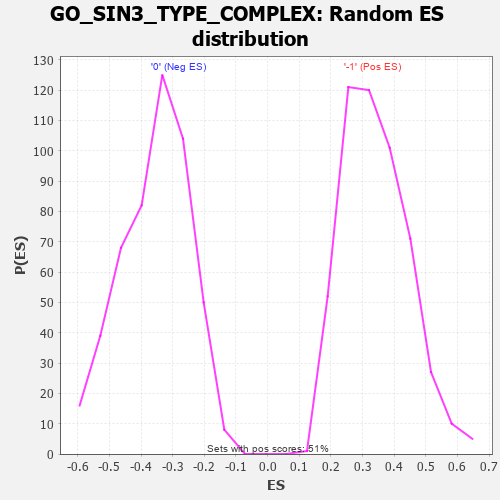 GO_SIN3_TYPE_COMPLEX: Random ES
distribution
'0' (Neg ES)
'-1' (Pos ES)
130
120
110
100
90
80
70
60
50
40
30
20
10
0
P(ES)
Sets with pos scores: 51%
-0.6 -0.5 -0.4 -0.3 -0.2 -0.1 0.0 0.1 0.2 0.3 0.4 0.5 0.6 0.7
ES